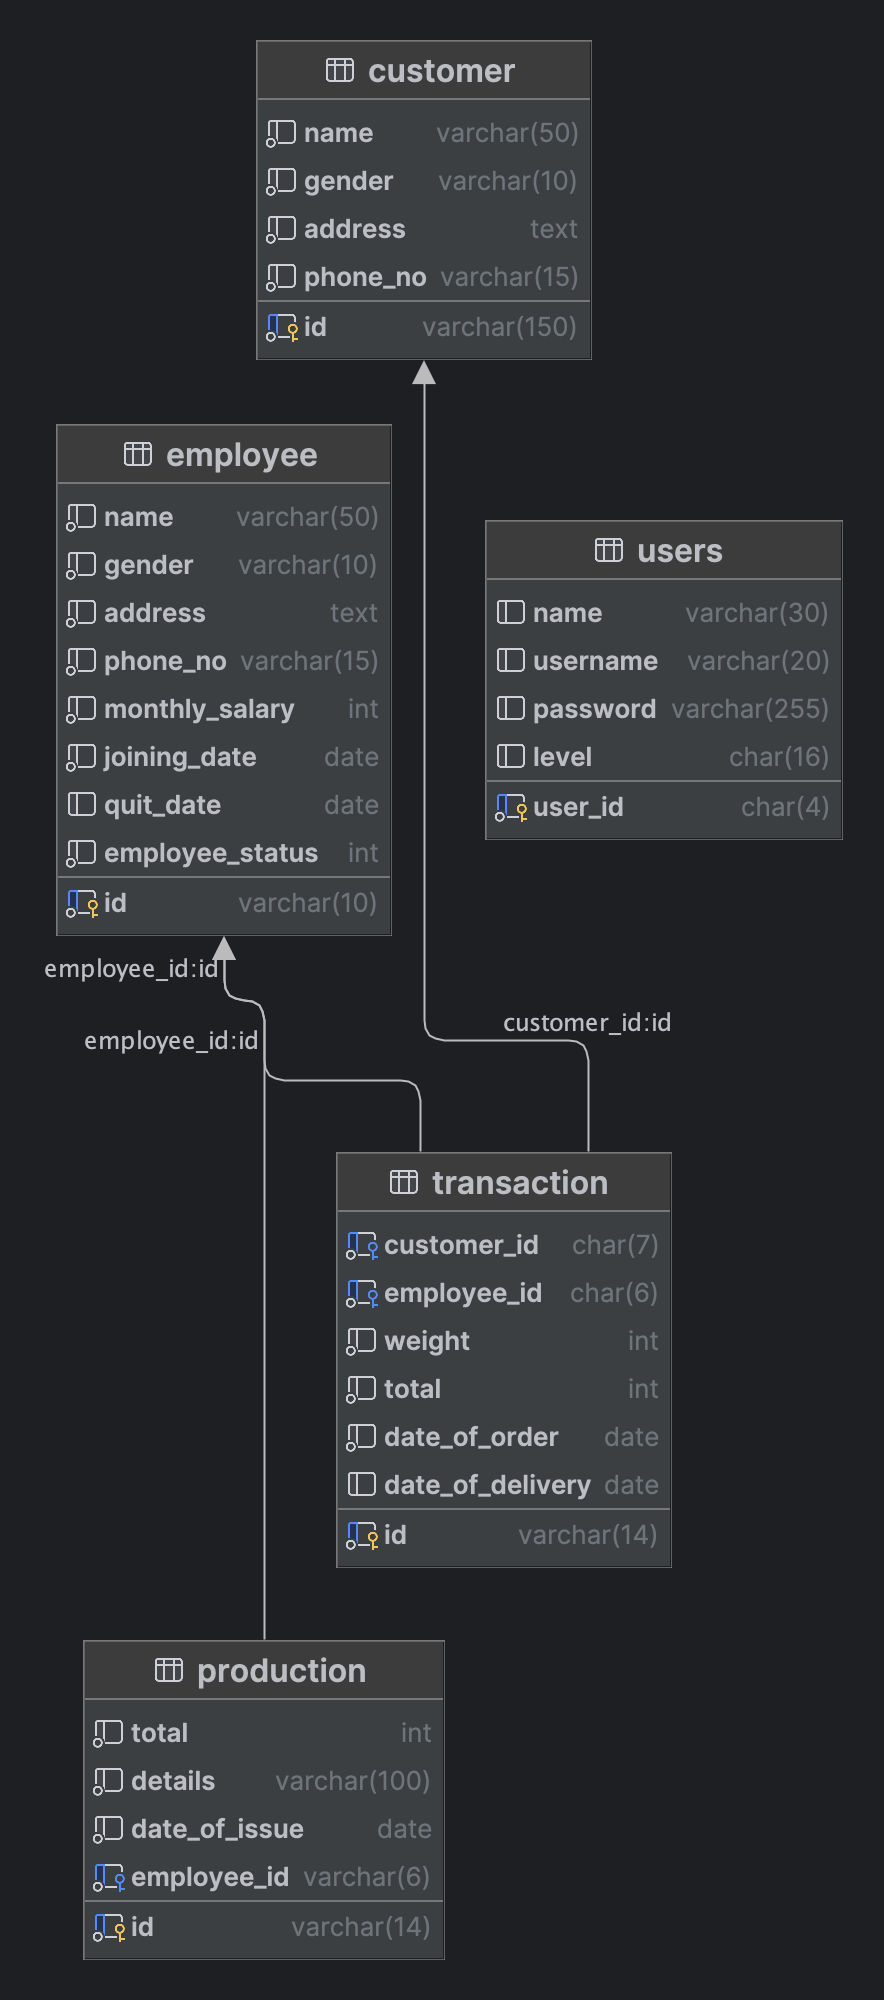 customer
name varchar(50)
gender varchar(10)
address text
phone_no varchar(15)
id varchar(150)
employee
name varchar(50)
gender varchar(10)
address text
phone_no varchar(15)
monthly_salary int
joining_date date
quit_date date
employee_status int
id varchar(10)
users
name varchar(30)
username varchar(20)
password varchar(255)
level char(16)
user_id char(4)
employee_id:id
employee_id:id
customer_id:id
transaction
customer_id char(7)
employee_id char(6)
weight int
total int
date_of_order date
date_of_delivery date
id varchar(14)
production
total int
details varchar(100)
date_of_issue date
employee_id varchar(6)
id varchar(14)